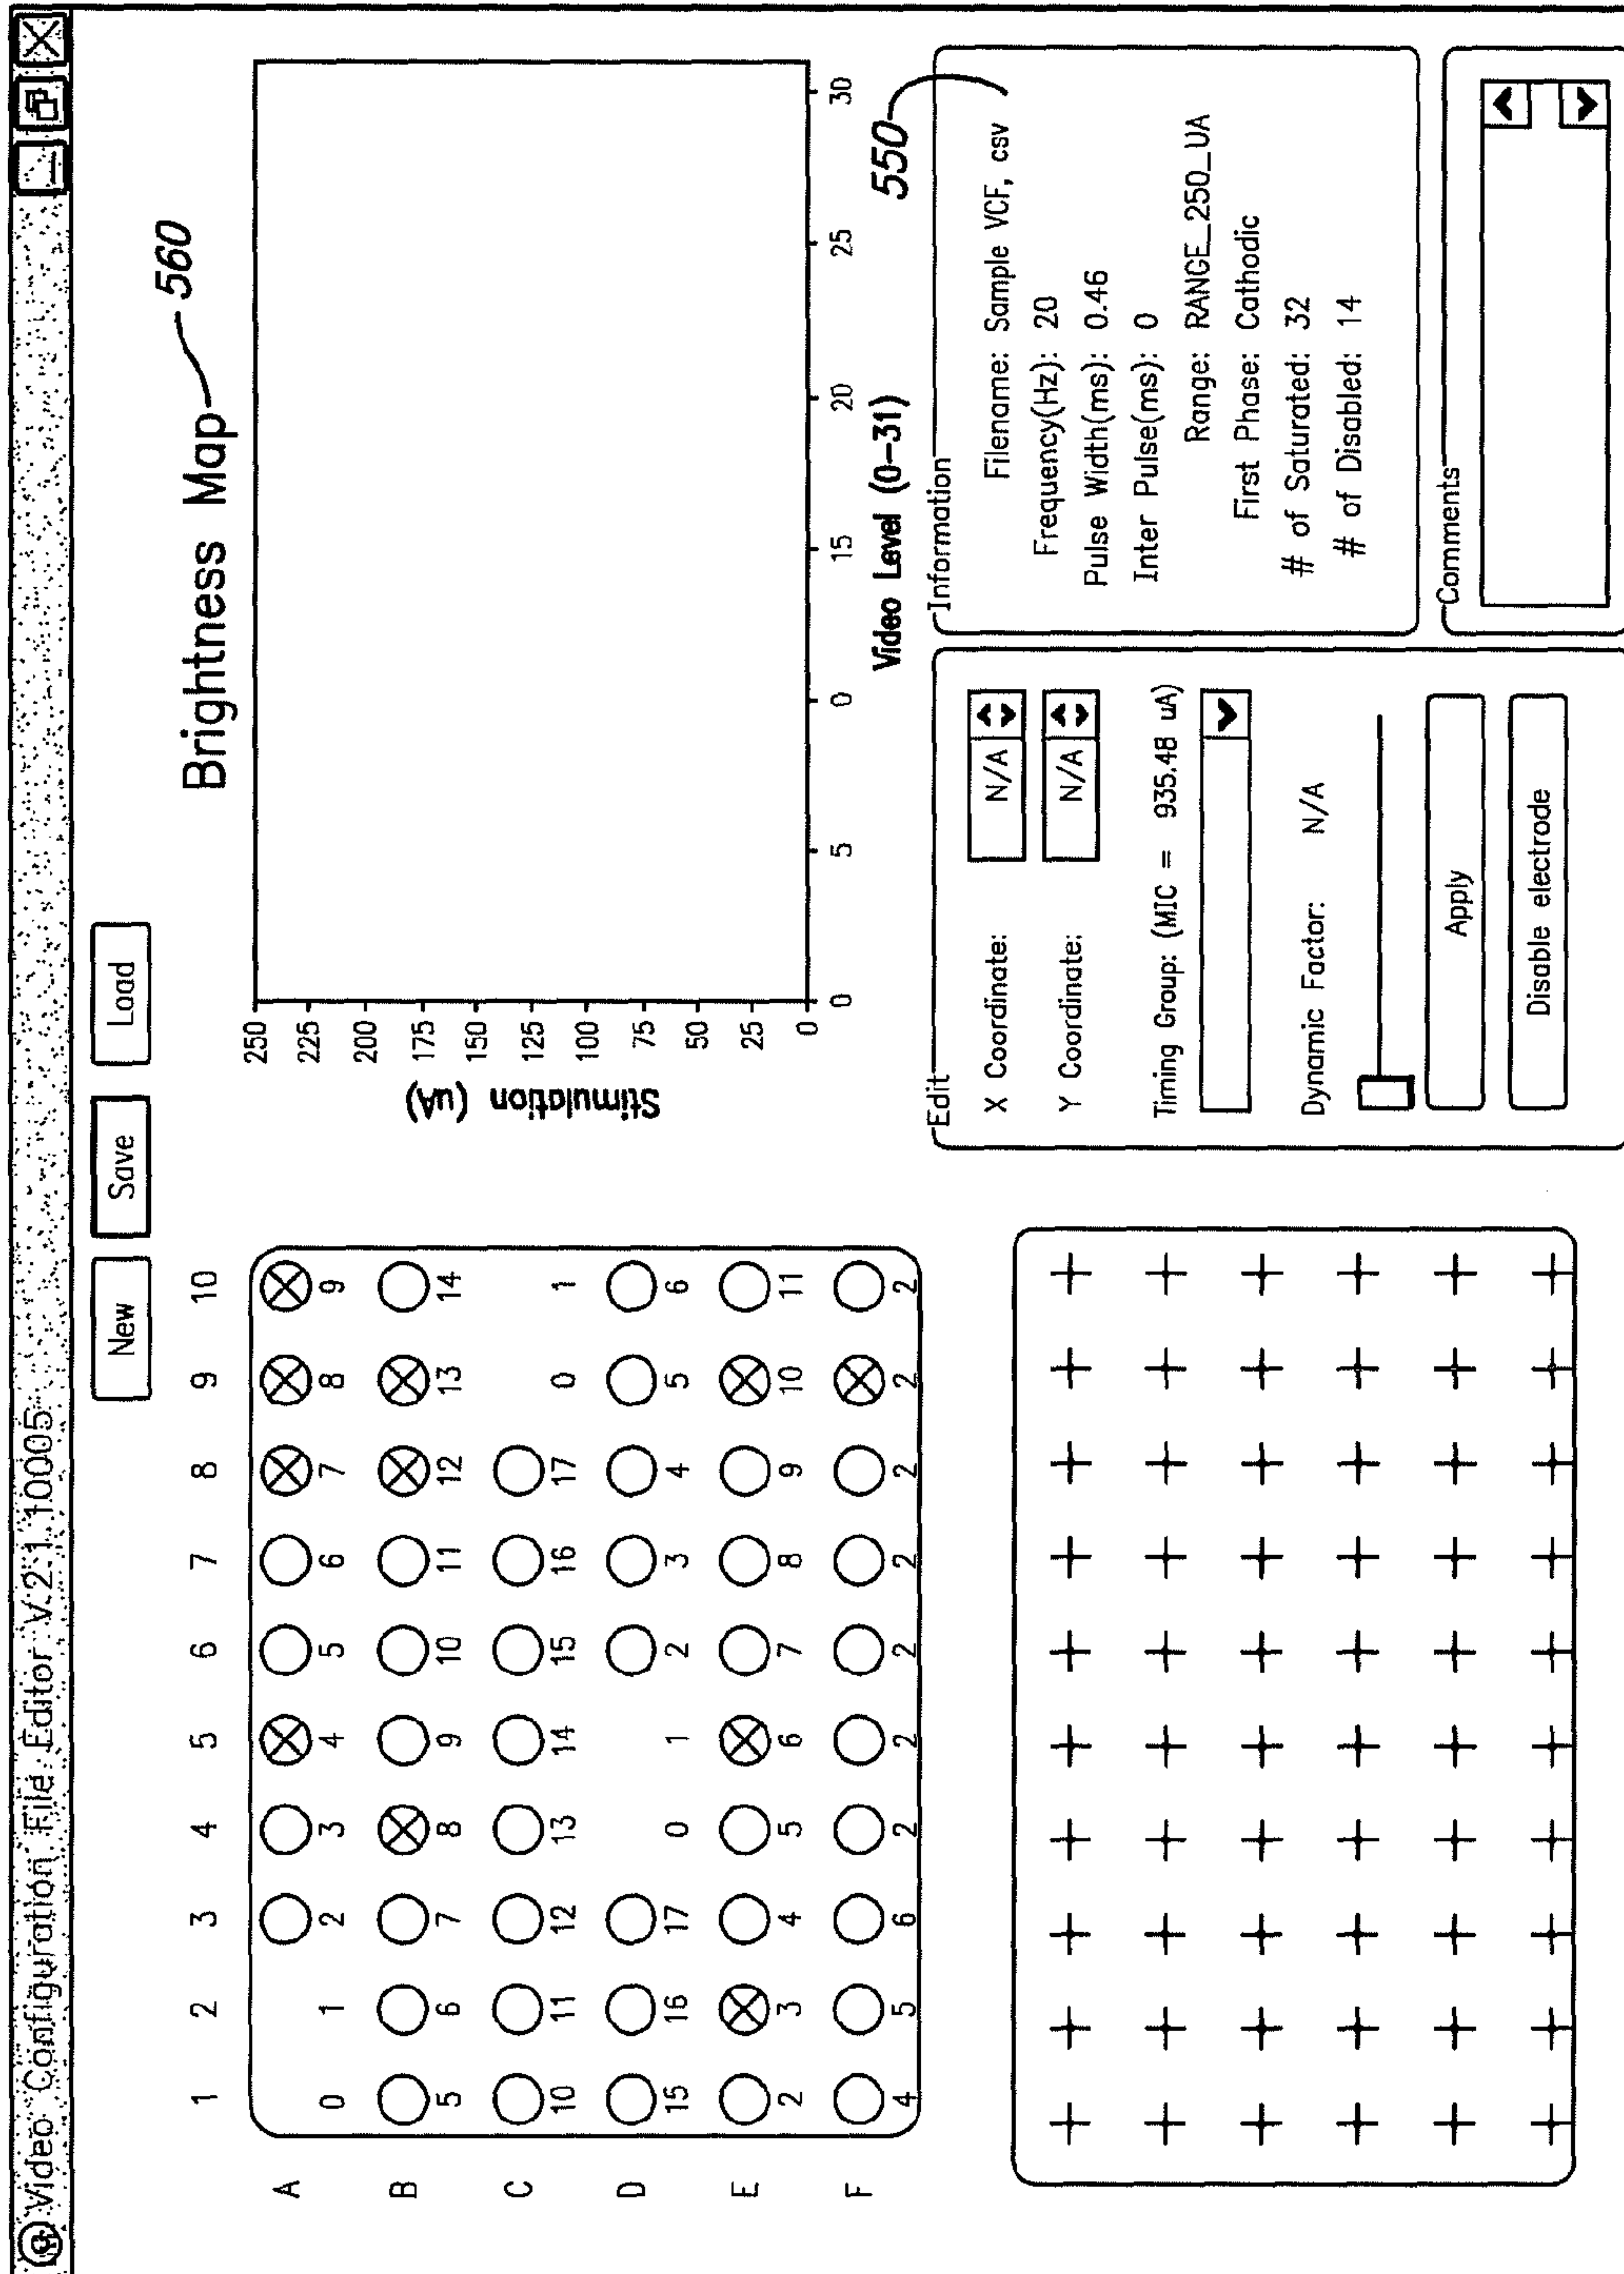 Video Configuration File Editor V.2.1.10005
New Save Load
1 2 3 4 5 6 7 8 9 10
A
0 1 2 3 4 5 6 7 8 9
B
5 6 7 8 9 10 11 12 13 14
C
10 11 12 13 14 15 16 17 0 1
D
15 16 17 0 1 2 3 4 5 6
E
2 3 4 5 6 7 8 9 10 11
F
4 5 6 2 2 2 2 2 2 2
Brightness Map 560
Stimulation (uA)
250
225
200
175
150
125
100
75
50
25
0
0 5 0 15 20 25 30
Video Level (0-31)
550
Edit
X Coordinate: N/A
Y Coordinate: N/A
Timing Group: (MIC = 935.48 uA)
Dynamic Factor: N/A
Apply
Disable electrode
Information
Filename: Sample VCF, csv
Frequency(Hz): 20
Pulse Width(ms): 0.46
Inter Pulse(ms): 0
Range: RANGE_250_UA
First Phase: Cathodic
# of Saturated: 32
# of Disabled: 14
Comments